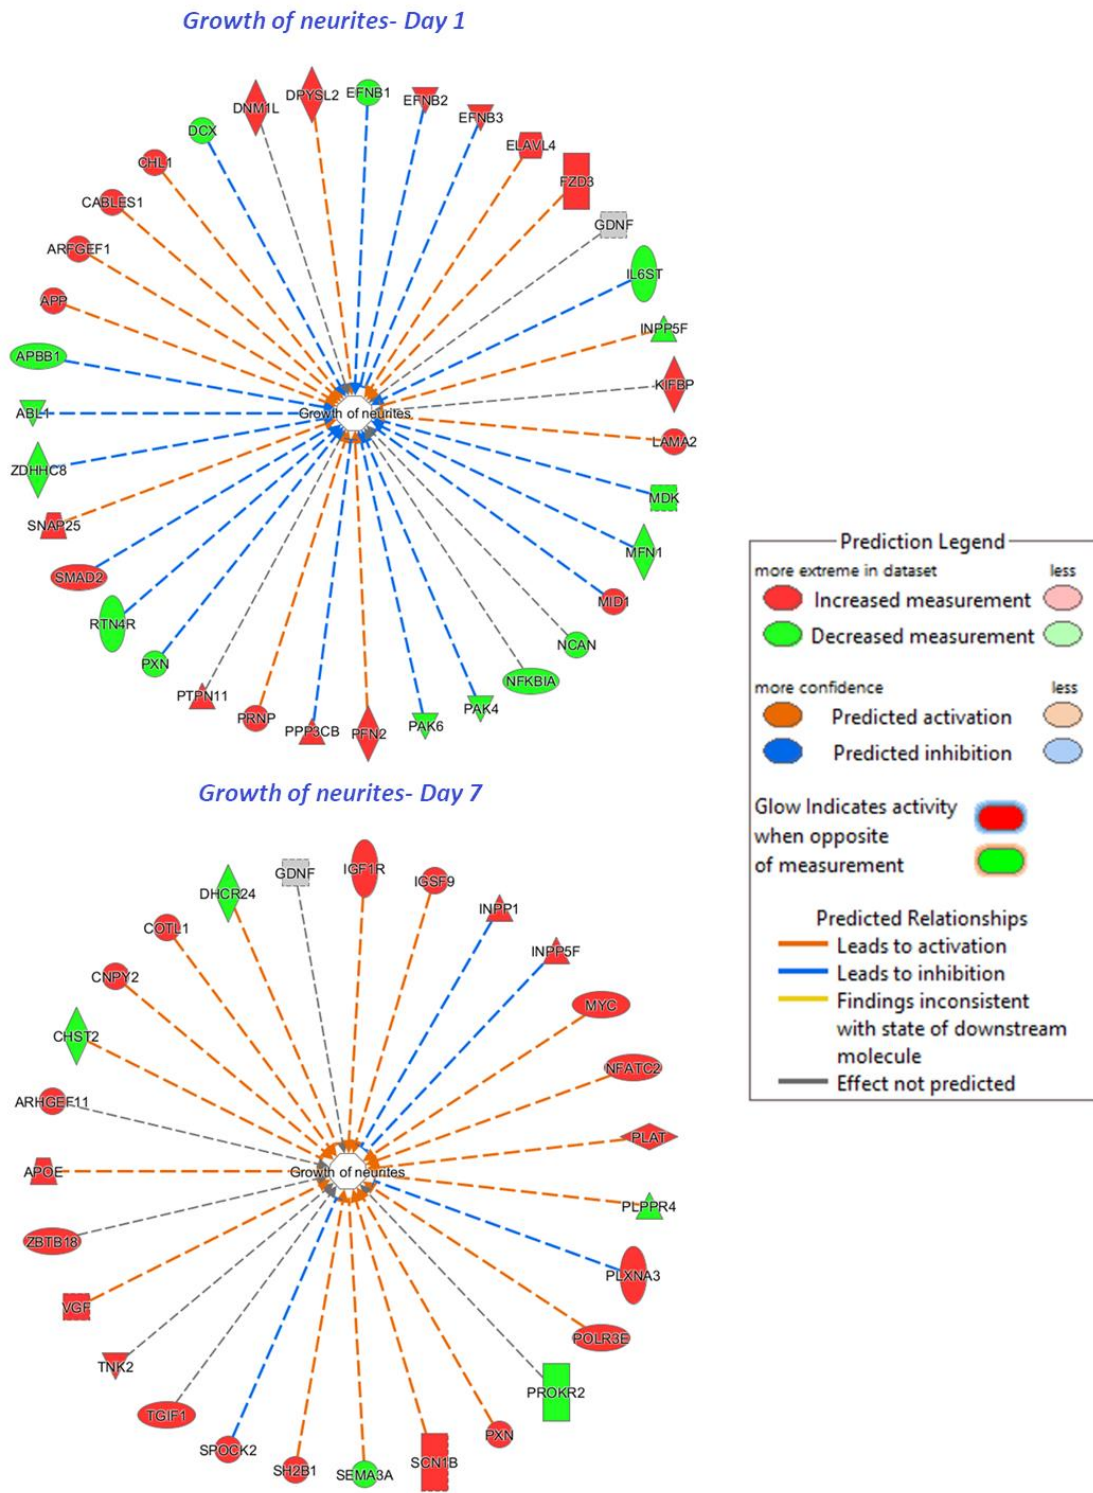 Growth of neurites- Day 1
DNM1L
DPYSL2
EFNB1
EFNB2
EFNB3
DCX
ELAVL4
CHL1
FZD3
CABLES1
GDNF
ARFGEF1
IL6ST
APP
INPP5F
APBB1
KIFBP
ABL1
Growth of neurites
LAMA2
ZDHHC8
MDK
SNAP25
MFN1
SMAD2
MID1
RTN4R
NCAN
PXN
NFKBIA
PTPN11
PRNP
PPP3CB
PFN2
PAK6
PAK4
Growth of neurites- Day 7
GDNF
IGF1R
IGSF9
DHCR24
INPP1
COTL1
INPP5F
CNPY2
MYC
CHST2
NFATC2
ARHGEF11
PLAT
APOE
Growth of neurites
PLPPR4
ZBTB18
PLXNA3
VGF
POLR3E
TNK2
PROKR2
TGIF1
PXN
SPOCK2
SH2B1
SEMA3A
SCN1B
Prediction Legend
more extreme in dataset less
Increased measurement
Decreased measurement
more confidence less
Predicted activation
Predicted inhibition
Glow Indicates activity
when opposite
of measurement
Predicted Relationships
Leads to activation
Leads to inhibition
Findings inconsistent
with state of downstream
molecule
Effect not predicted